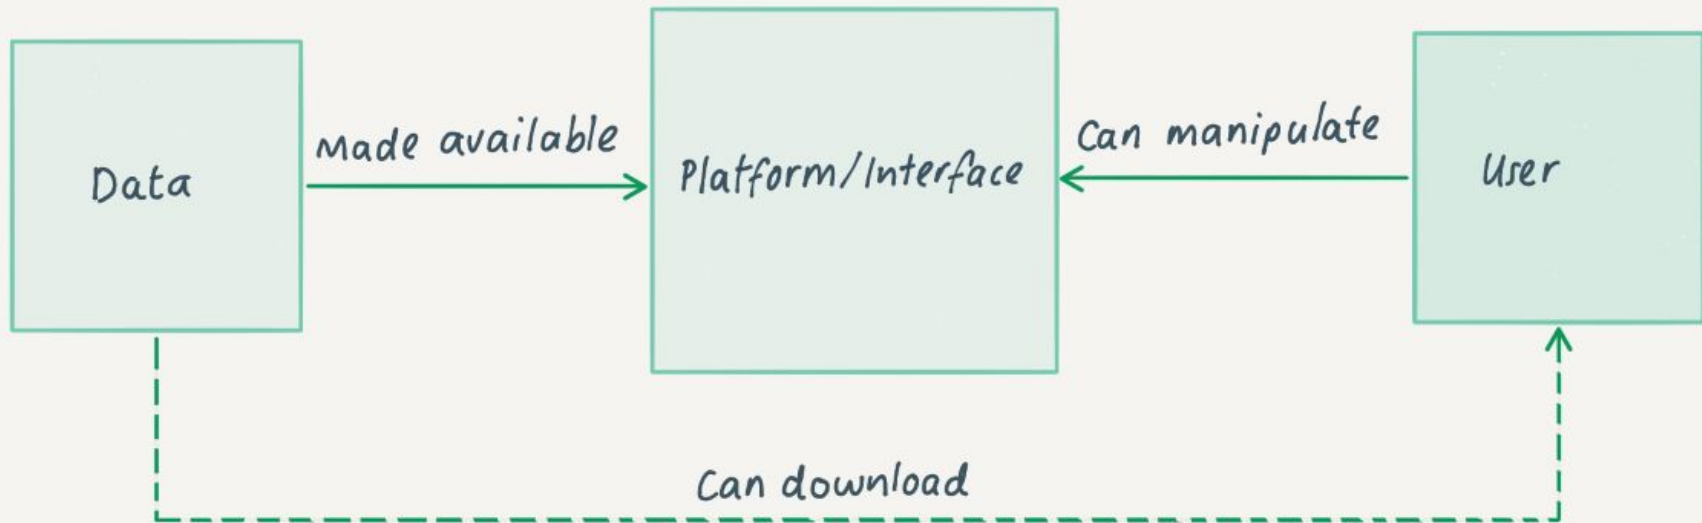 Data
Made available
Platform/Interface
Can manipulate
User
Can download